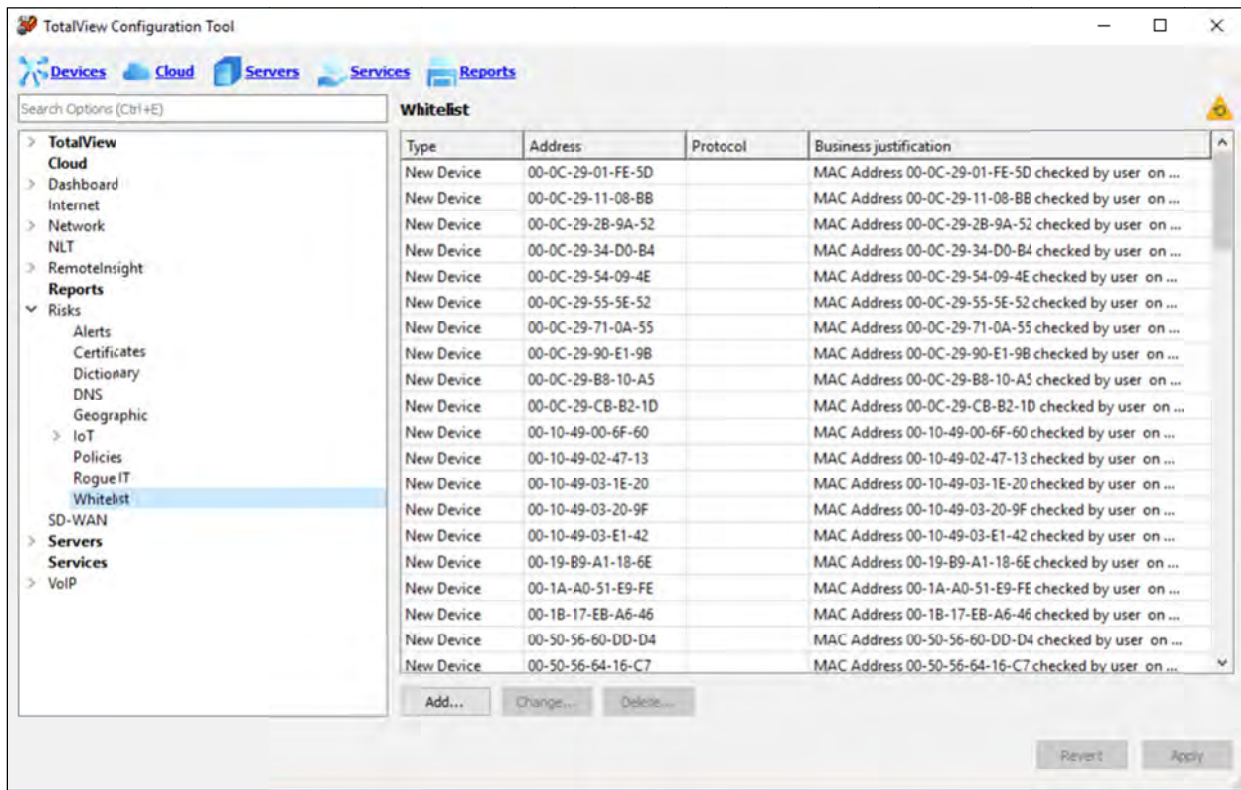 TotalView Configuration Tool
Devices Cloud Servers Services Reports
Search Options (Ctrl+E)
TotalView
Cloud
Dashboard
Internet
Network
NLT
RemoteInsight
Reports
Risks
Alerts
Certificates
Dictionary
DNS
Geographic
IoT
Policies
Rogue IT
Whitelist
SD-WAN
Servers
Services
VoIP
Whitelist
Type Address Protocol Business justification
New Device 00-0C-29-01-FE-5D MAC Address 00-0C-29-01-FE-5D checked by user on ...
New Device 00-0C-29-11-08-BB MAC Address 00-0C-29-11-08-BB checked by user on ...
New Device 00-0C-29-2B-9A-52 MAC Address 00-0C-29-2B-9A-52 checked by user on ...
New Device 00-0C-29-34-D0-B4 MAC Address 00-0C-29-34-D0-B4 checked by user on ...
New Device 00-0C-29-54-09-4E MAC Address 00-0C-29-54-09-4E checked by user on ...
New Device 00-0C-29-55-5E-52 MAC Address 00-0C-29-55-5E-52 checked by user on ...
New Device 00-0C-29-71-0A-55 MAC Address 00-0C-29-71-0A-55 checked by user on ...
New Device 00-0C-29-90-E1-9B MAC Address 00-0C-29-90-E1-9B checked by user on ...
New Device 00-0C-29-B8-10-A5 MAC Address 00-0C-29-B8-10-A5 checked by user on ...
New Device 00-0C-29-CB-B2-1D MAC Address 00-0C-29-CB-B2-1D checked by user on ...
New Device 00-10-49-00-6F-60 MAC Address 00-10-49-00-6F-60 checked by user on ...
New Device 00-10-49-02-47-13 MAC Address 00-10-49-02-47-13 checked by user on ...
New Device 00-10-49-03-1E-20 MAC Address 00-10-49-03-1E-20 checked by user on ...
New Device 00-10-49-03-20-9F MAC Address 00-10-49-03-20-9F checked by user on ...
New Device 00-10-49-03-E1-42 MAC Address 00-10-49-03-E1-42 checked by user on ...
New Device 00-19-B9-A1-18-6E MAC Address 00-19-B9-A1-18-6E checked by user on ...
New Device 00-1A-A0-51-E9-FE MAC Address 00-1A-A0-51-E9-FE checked by user on ...
New Device 00-1B-17-EB-A6-46 MAC Address 00-1B-17-EB-A6-46 checked by user on ...
New Device 00-50-56-60-DD-D4 MAC Address 00-50-56-60-DD-D4 checked by user on ...
New Device 00-50-56-64-16-C7 MAC Address 00-50-56-64-16-C7 checked by user on ...
Add... Change... Delete...
Revert Apply